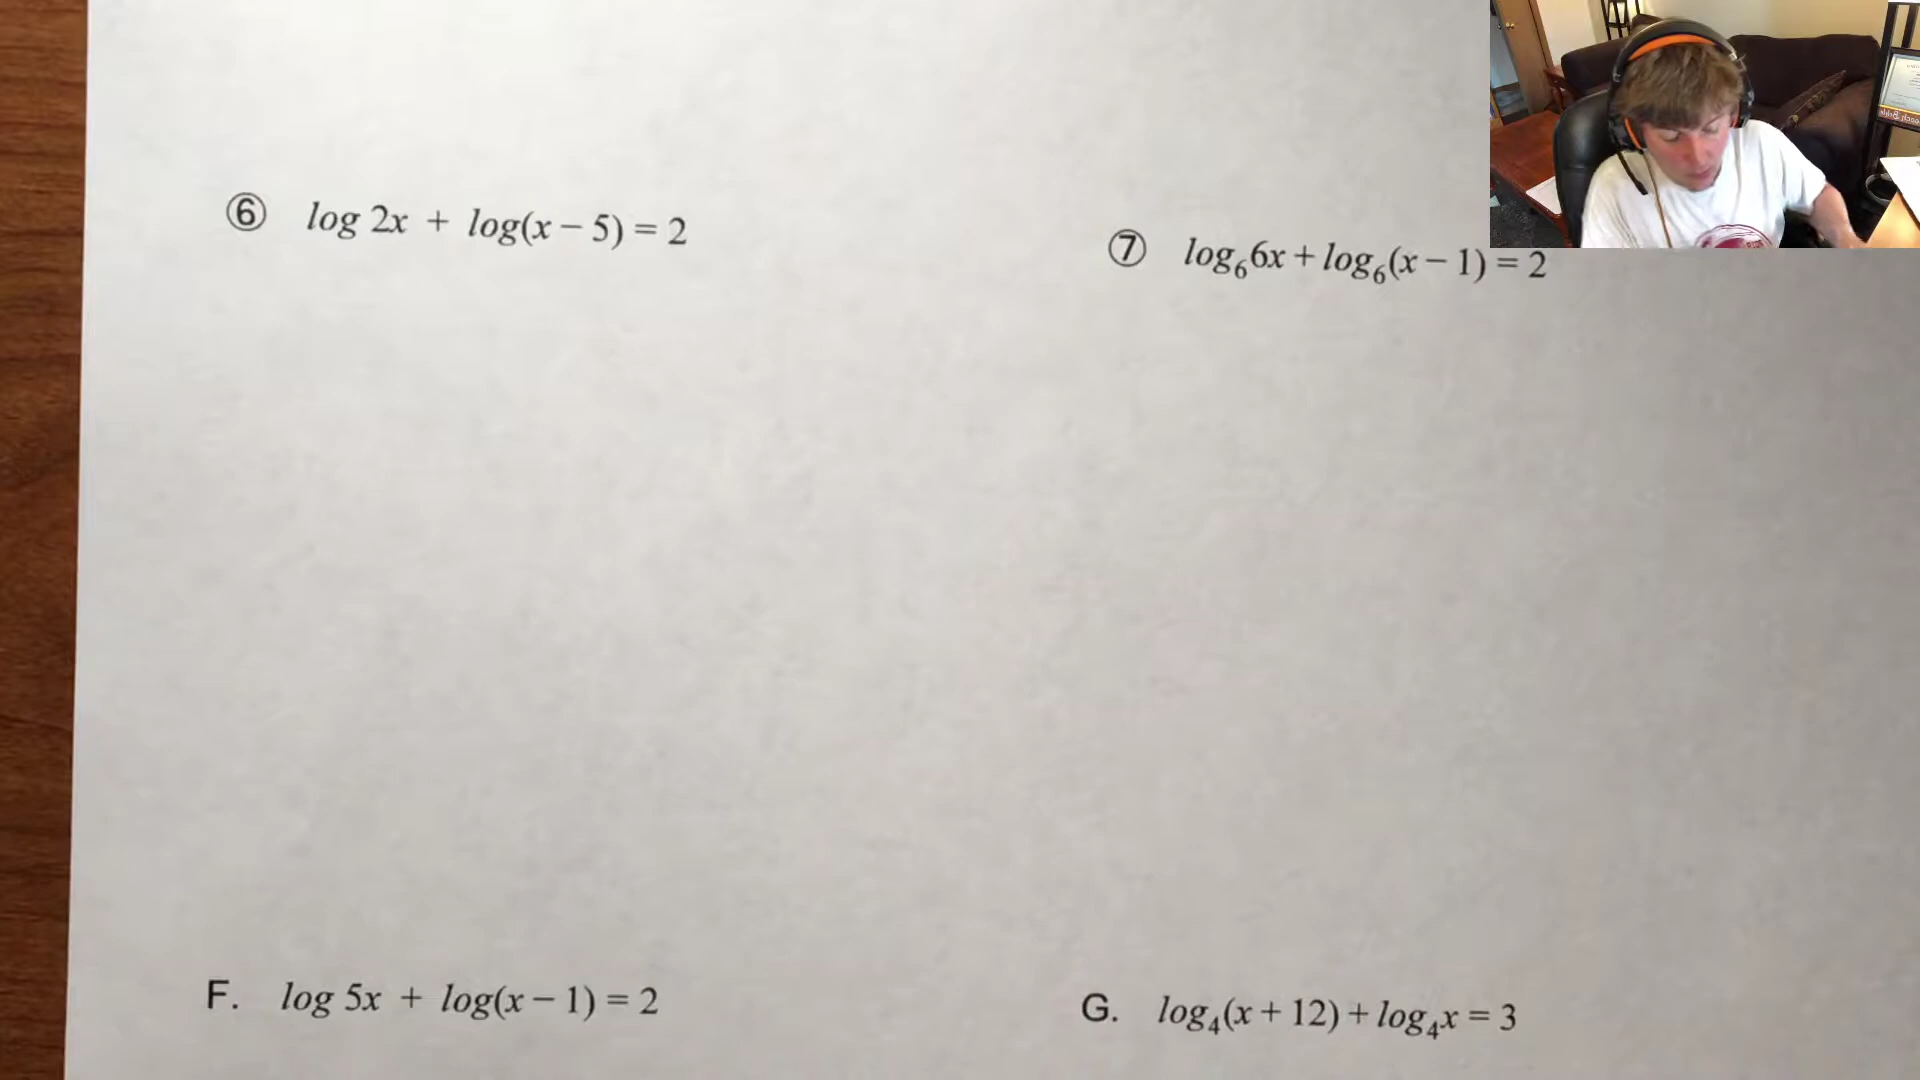 ⑥ log 2x + log(x − 5) = 2
⑦ log₆6x + log₆(x − 1) = 2
F. log 5x + log(x − 1) = 2
G. log₄(x + 12) + log₄x = 3